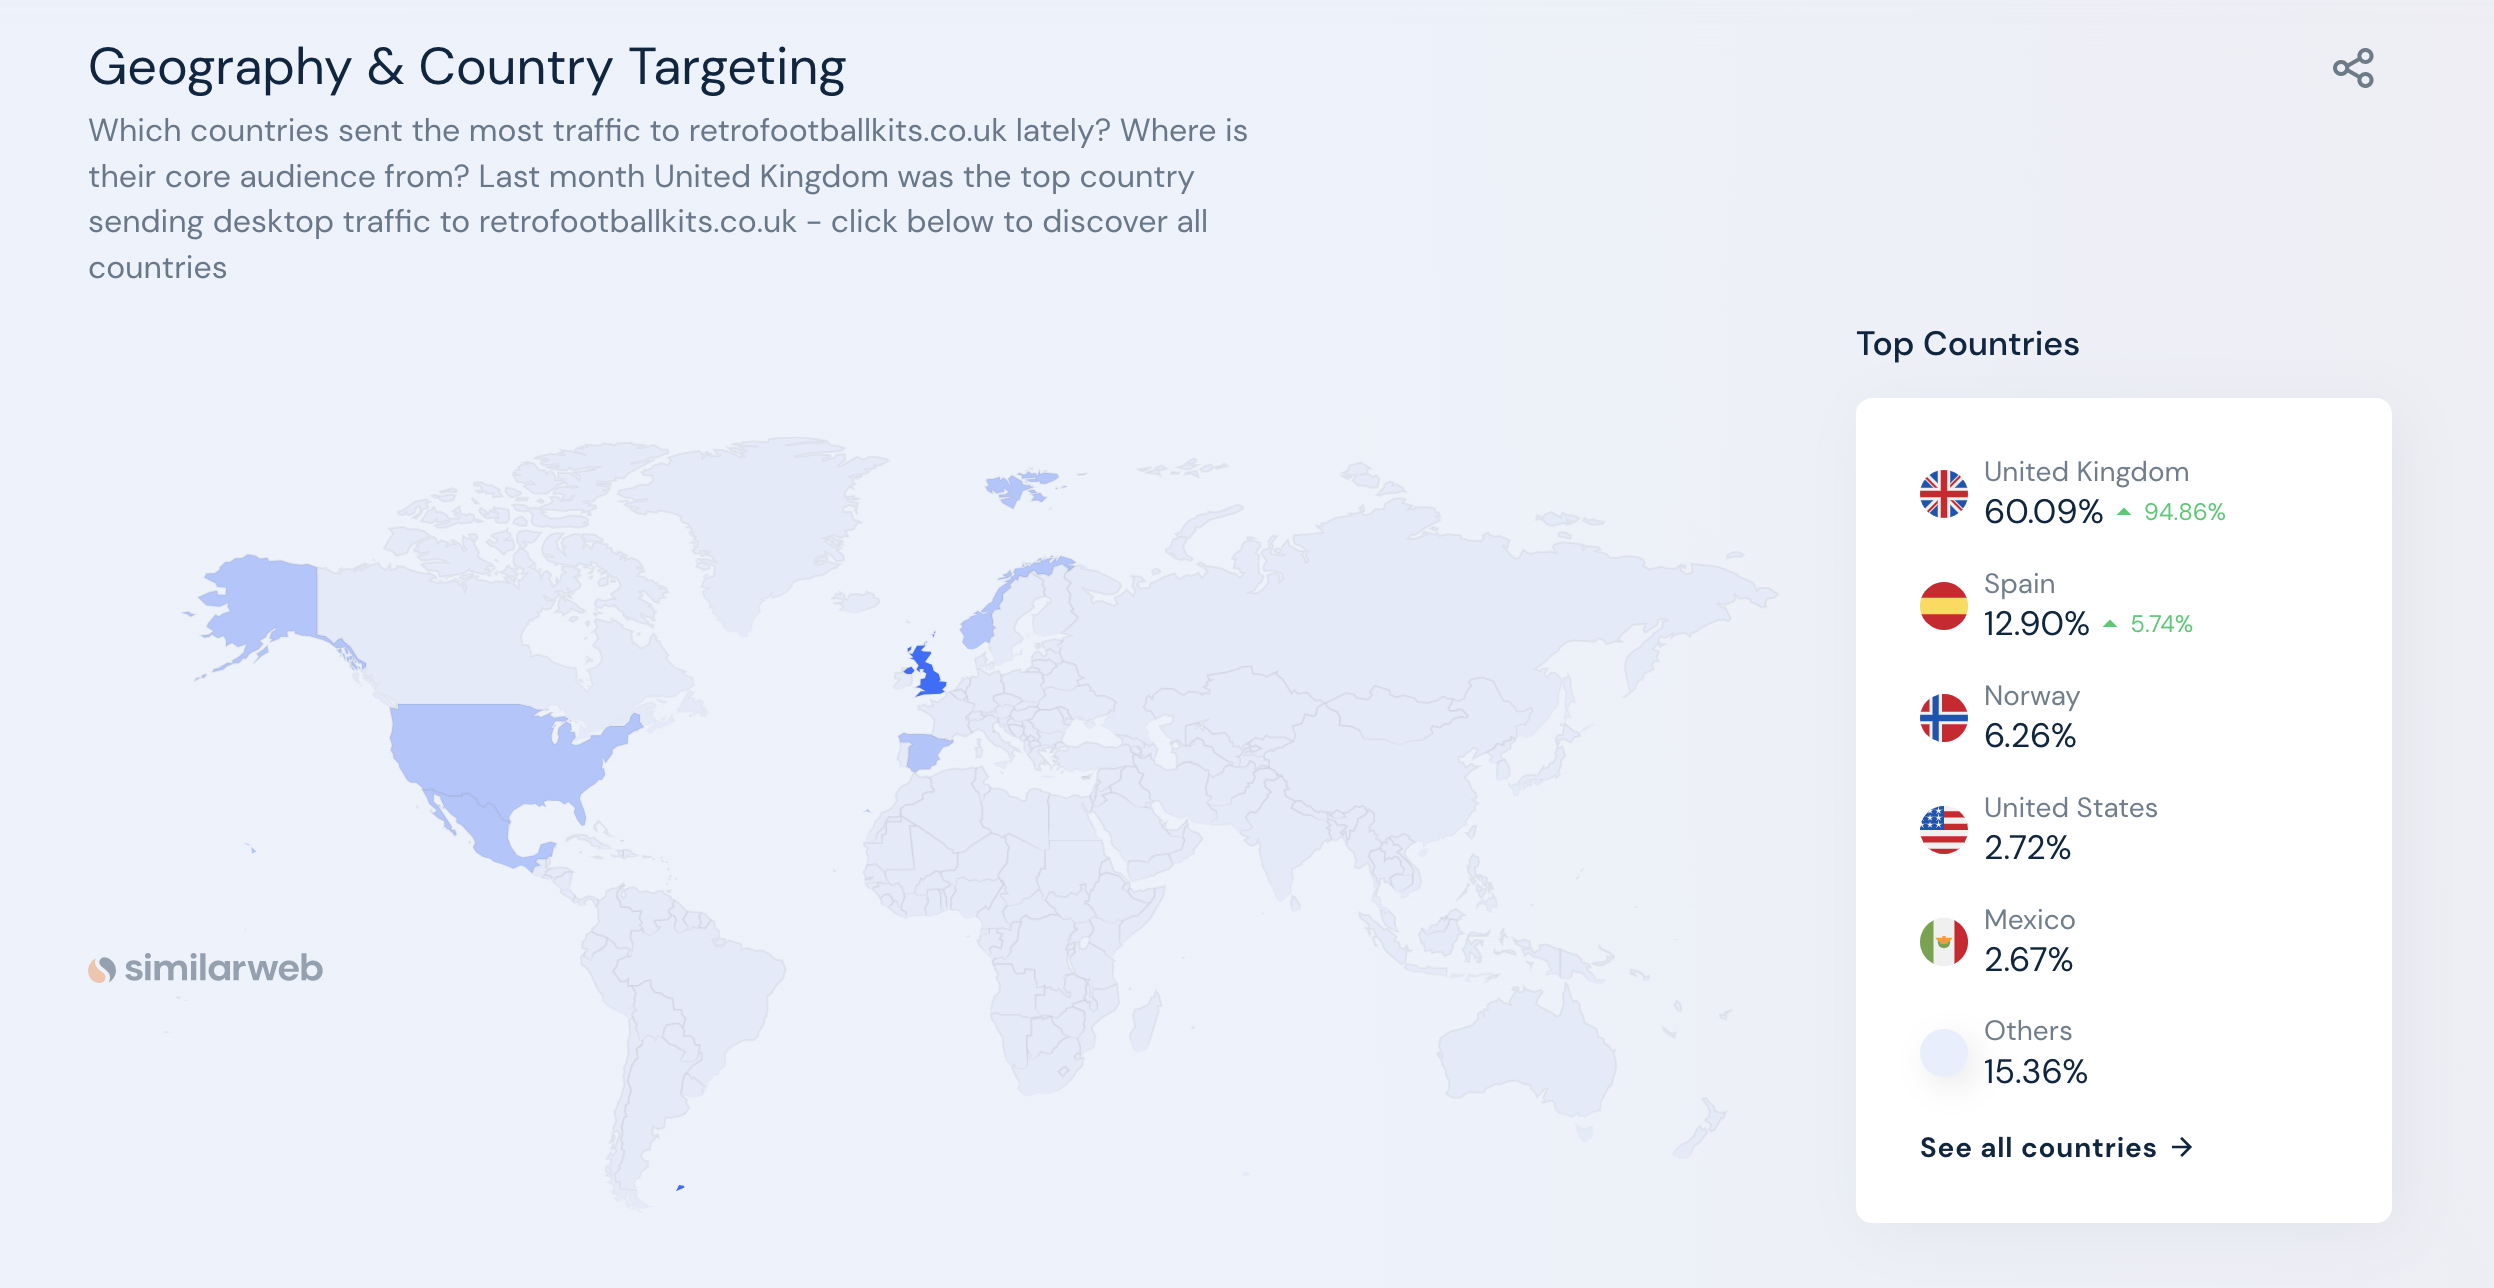 Geography & Country Targeting
Which countries sent the most traffic to retrofootballkits.co.uk lately? Where is
their core audience from? Last month United Kingdom was the top country
sending desktop traffic to retrofootballkits.co.uk - click below to discover all
countries
Top Countries
United Kingdom
60.09% ▲ 94.86%
Spain
12.90% ▲ 5.74%
Norway
6.26%
United States
2.72%
Mexico
2.67%
Others
15.36%
See all countries →
similarweb